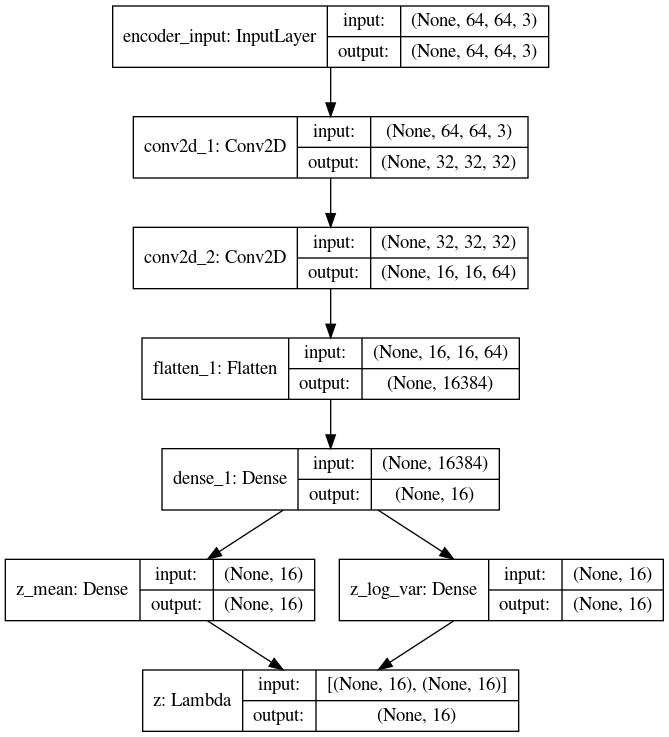 encoder_input: InputLayer
input:
(None, 64, 64, 3)
output:
(None, 64, 64, 3)
conv2d_1: Conv2D
input:
(None, 64, 64, 3)
output:
(None, 32, 32, 32)
conv2d_2: Conv2D
input:
(None, 32, 32, 32)
output:
(None, 16, 16, 64)
flatten_1: Flatten
input:
(None, 16, 16, 64)
output:
(None, 16384)
dense_1: Dense
input:
(None, 16384)
output:
(None, 16)
z_mean: Dense
input:
(None, 16)
output:
(None, 16)
z_log_var: Dense
input:
(None, 16)
output:
(None, 16)
z: Lambda
input:
[(None, 16), (None, 16)]
output:
(None, 16)